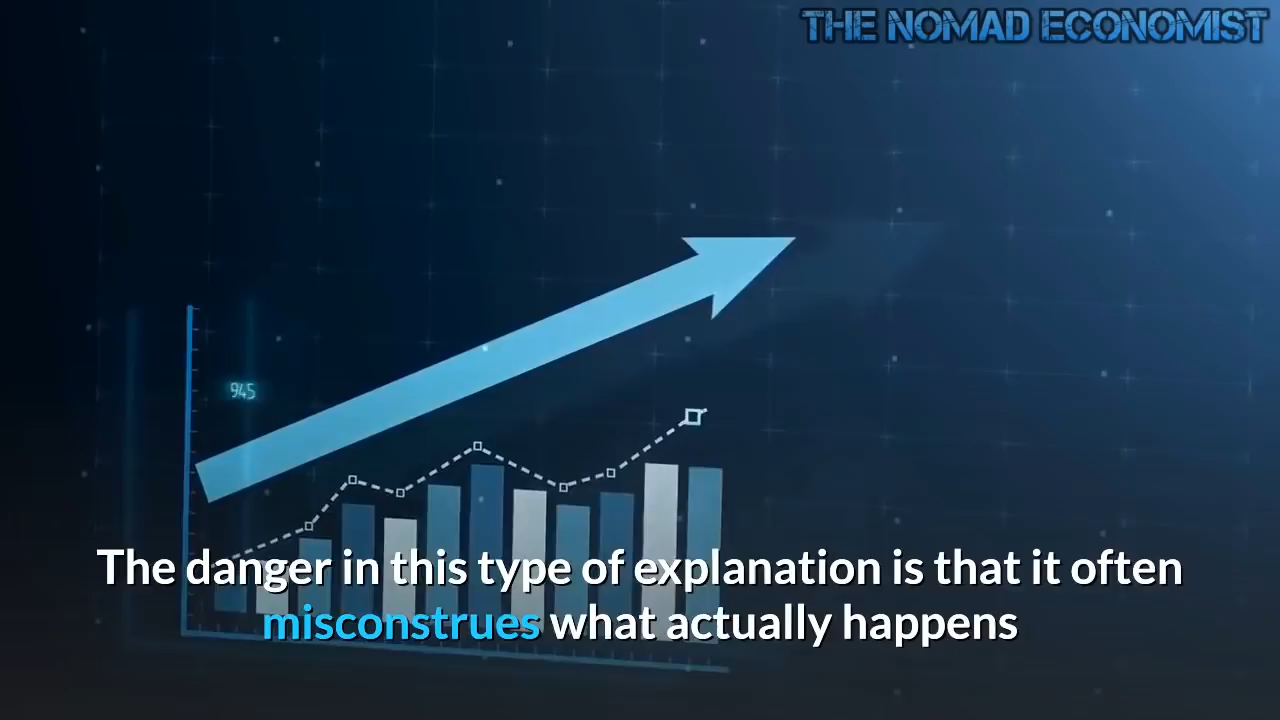 THE NOMAD ECONOMIST
945
The danger in this type of explanation is that it often
misconstrues what actually happens